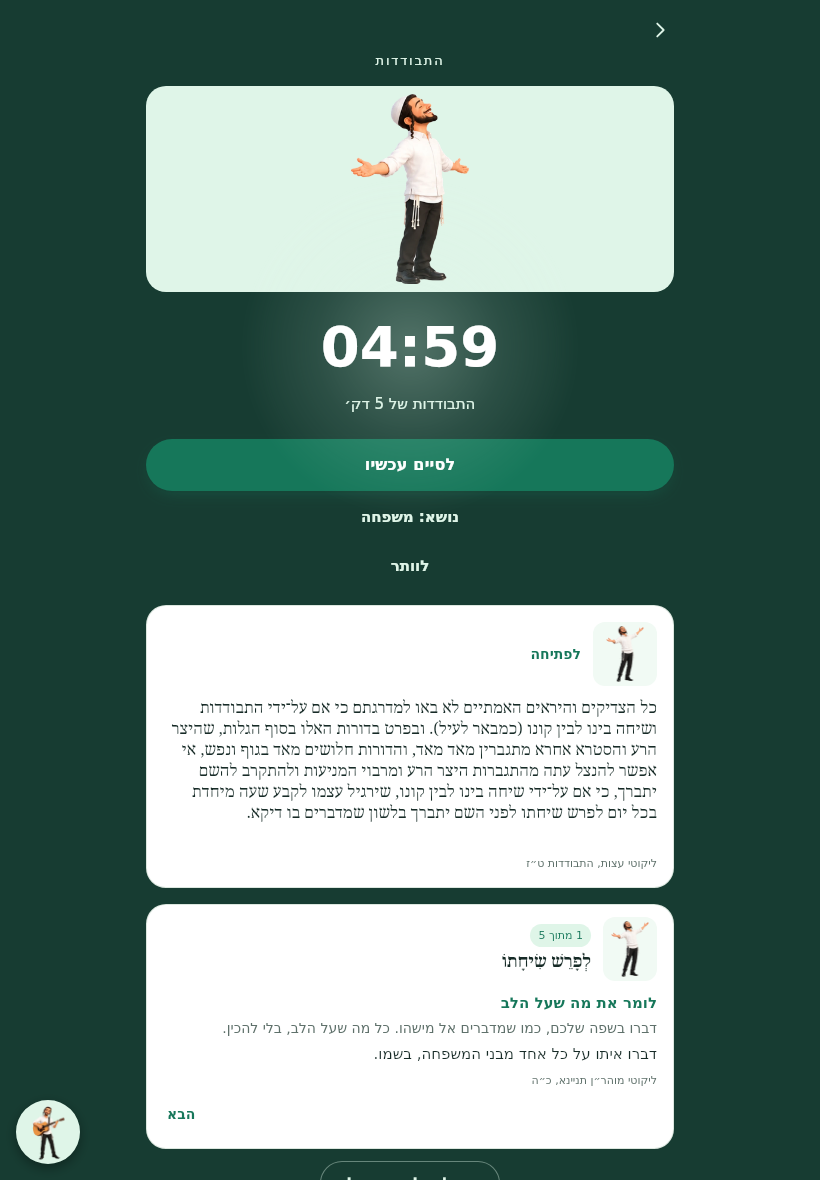 התבודדות
04:59
התבודדות של 5 דק׳
לסיים עכשיו
נושא: משפחה
לוותר
לפתיחה
כל הצדיקים והיראים האמתיים לא באו למדרגתם כי אם על־ידי התבודדות
ושיחה בינו לבין קונו (כמבאר לעיל). ובפרט בדורות האלו בסוף הגלות, שהיצר
הרע והסטרא אחרא מתגברין מאד מאד, והדורות חלושים מאד בגוף ונפש, אי
אפשר להנצל עתה מהתגברות היצר הרע ומרבוי המניעות ולהתקרב להשם
יתברך, כי אם על־ידי שיחה בינו לבין קונו, שירגיל עצמו לקבע שעה מיחדת
בכל יום לפרש שיחתו לפני השם יתברך בלשון שמדברים בו דיקא.
ליקוטי עצות, התבודדות ט״ז
1 מתוך 5
לְפָרֵשׁ שִׂיחָתוֹ
לומר את מה שעל הלב
דברו בשפה שלכם, כמו שמדברים אל מישהו. כל מה שעל הלב, בלי להכין.
דברו איתו על כל אחד מבני המשפחה, בשמו.
ליקוטי מוהר״ן תניינא, כ״ה
הבא